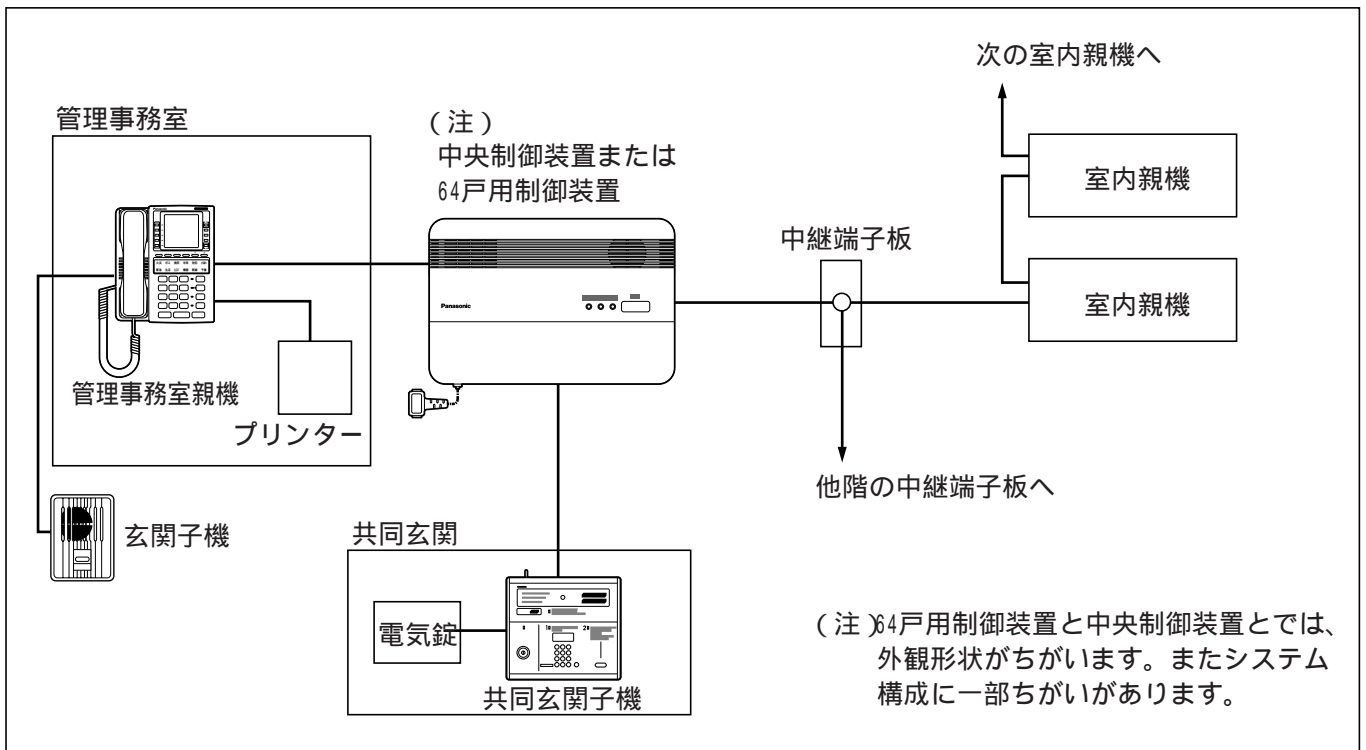 次の室内親機へ
管理事務室
（注）
中央制御装置または
64戸用制御装置
室内親機
中継端子板
室内親機
Panasonic
管理事務室親機
プリンター
他階の中継端子板へ
玄関子機
共同玄関
電気錠
共同玄関子機
（注）64戸用制御装置と中央制御装置とでは、
外観形状がちがいます。またシステム
構成に一部ちがいがあります。